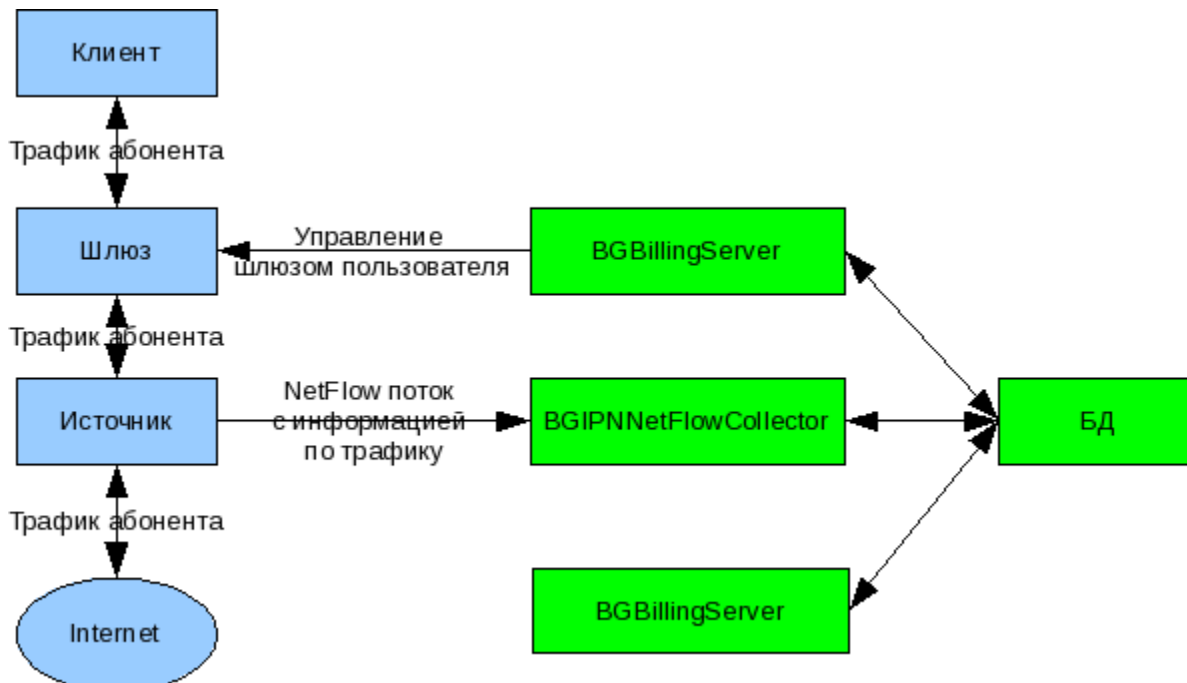 Клиент
Трафик абонента
Шлюз
Управление
шлюзом пользователя
BGBillingServer
Трафик абонента
Источник
NetFlow поток
с информацией
по трафику
BGIPNNetFlowCollector
БД
Трафик абонента
Internet
BGBillingServer